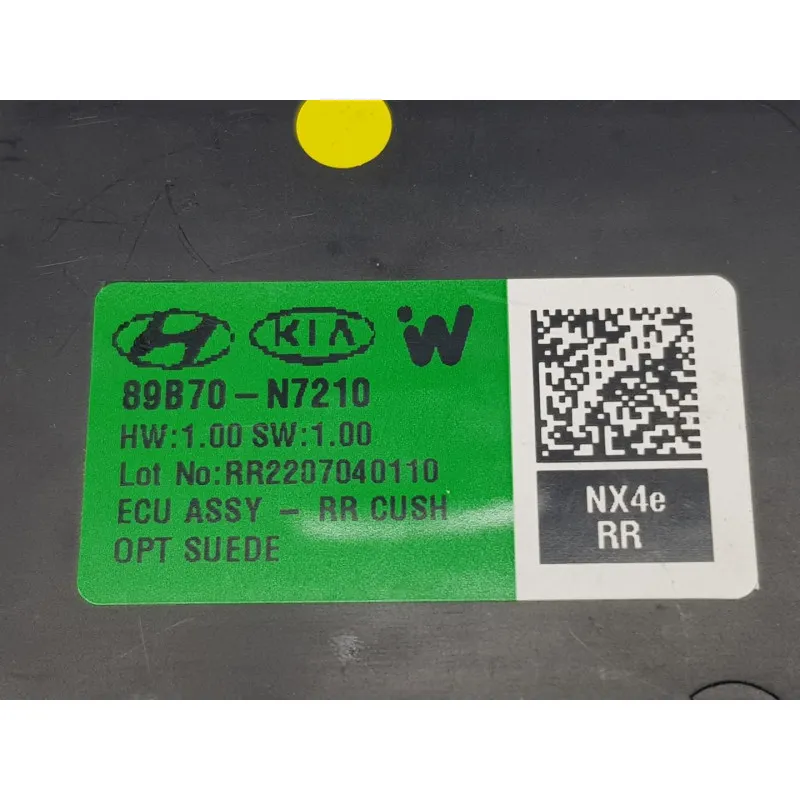 KIA
89B70-N7210
HW:1.00 SW:1.00
Lot No:RR2207040110
ECU ASSY - RR CUSH
OPT SUEDE
NX4e
RR